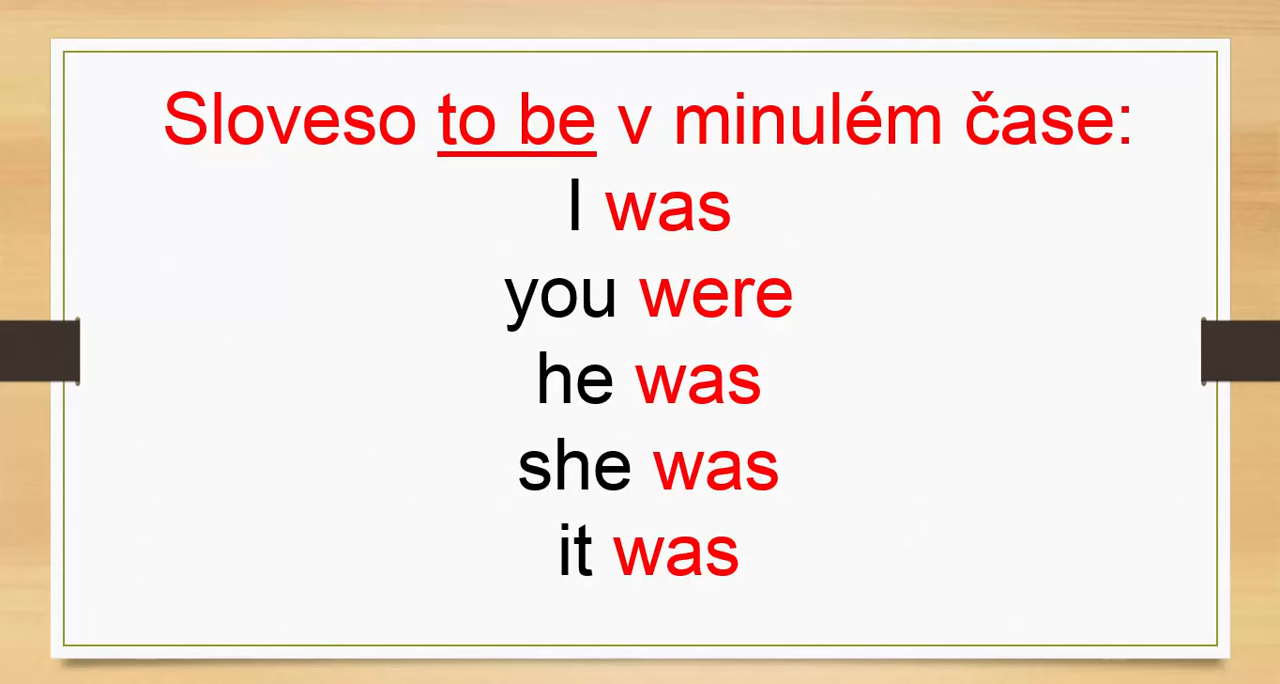 Sloveso to be v minulém čase:
I was
you were
he was
she was
it was